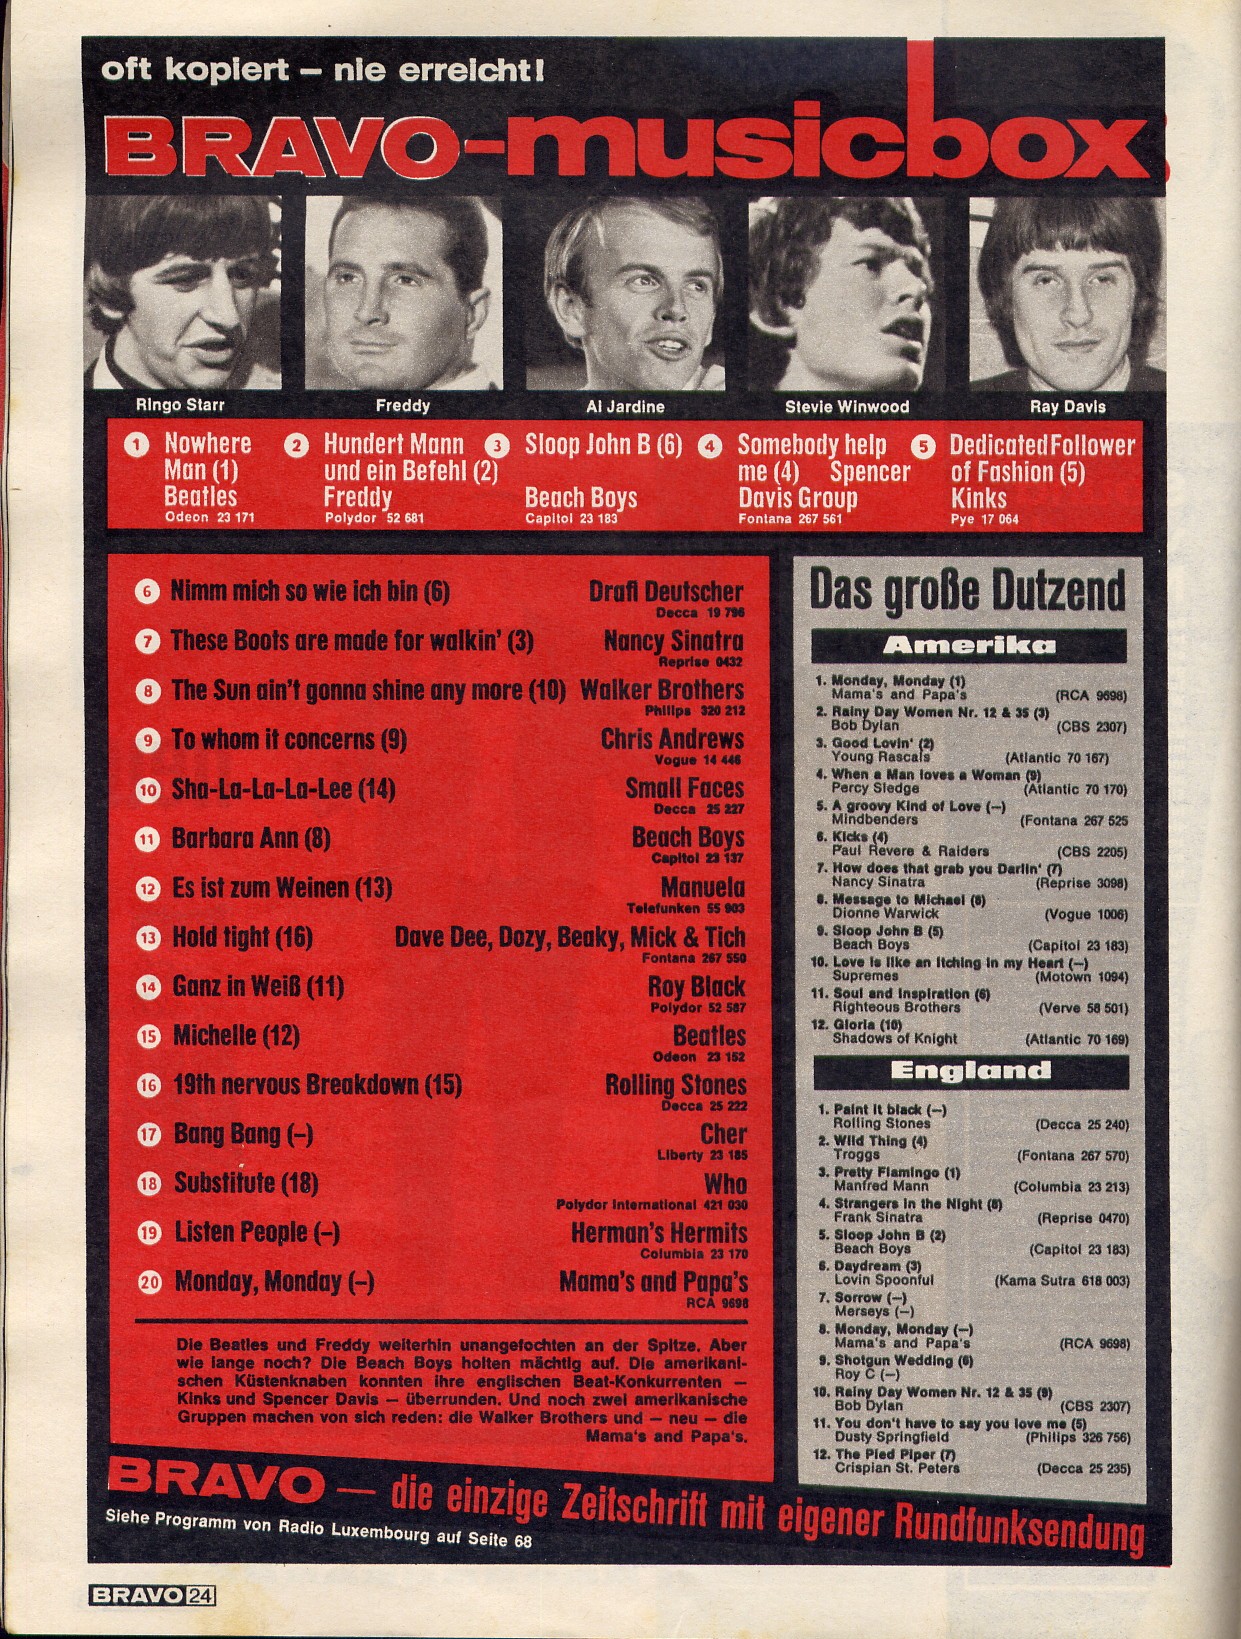 oft kopiert – nie erreicht!
BRAVO-musicbox
Ringo Starr
Freddy
Al Jardine
Stevie Winwood
Ray Davis
1 Nowhere
Man (1)
Beatles
Odeon 23 171
2 Hundert Mann
und ein Befehl (2)
Freddy
Polydor 52 681
3 Sloop John B (6)
Beach Boys
Capitol 23 183
4 Somebody help
me (4) Spencer
Davis Group
Fontana 267 561
5 Dedicated Follower
of Fashion (5)
Kinks
Pye 17 064
6 Nimm mich so wie ich bin (6) Drafi Deutscher
Decca 19 796
7 These Boots are made for walkin' (3) Nancy Sinatra
Reprise 0432
8 The Sun ain't gonna shine any more (10) Walker Brothers
Philips 320 212
9 To whom it concerns (9) Chris Andrews
Vogue 14 446
10 Sha-La-La-La-Lee (14) Small Faces
Decca 25 227
11 Barbara Ann (8) Beach Boys
Capitol 23 137
12 Es ist zum Weinen (13) Manuela
Telefunken 55 903
13 Hold tight (16) Dave Dee, Dozy, Beaky, Mick & Tich
Fontana 267 550
14 Ganz in Weiß (11) Roy Black
Polydor 52 587
15 Michelle (12) Beatles
Odeon 23 152
16 19th nervous Breakdown (15) Rolling Stones
Decca 25 222
17 Bang Bang (–) Cher
Liberty 23 185
18 Substitute (18) Who
Polydor International 421 030
19 Listen People (–) Herman's Hermits
Columbia 23 170
20 Monday, Monday (–) Mama's and Papa's
RCA 9698
Die Beatles und Freddy weiterhin unangefochten an der Spitze. Aber
wie lange noch? Die Beach Boys holten mächtig auf. Die amerikani-
schen Küstenknaben konnten ihre englischen Beat-Konkurrenten –
Kinks und Spencer Davis – überrunden. Und noch zwei amerikanische
Gruppen machen von sich reden: die Walker Brothers und – neu – die
Mama's and Papa's.
Das große Dutzend
Amerika
1. Monday, Monday (1)
Mama's and Papa's (RCA 9698)
2. Rainy Day Women Nr. 12 & 35 (3)
Bob Dylan (CBS 2307)
3. Good Lovin' (2)
Young Rascals (Atlantic 70 167)
4. When a Man loves a Woman (9)
Percy Sledge (Atlantic 70 170)
5. A groovy Kind of Love (–)
Mindbenders (Fontana 267 525
6. Kicks (4)
Paul Revere & Raiders (CBS 2205)
7. How does that grab you Darlin' (7)
Nancy Sinatra (Reprise 3098)
8. Message to Michael (8)
Dionne Warwick (Vogue 1006)
9. Sloop John B (5)
Beach Boys (Capitol 23 183)
10. Love is like an Itching in my Heart (–)
Supremes (Motown 1094)
11. Soul and Inspiration (6)
Righteous Brothers (Verve 58 501)
12. Gloria (10)
Shadows of Knight (Atlantic 70 169)
England
1. Paint it black (–)
Rolling Stones (Decca 25 240)
2. Wild Thing (4)
Troggs (Fontana 267 570)
3. Pretty Flamingo (1)
Manfred Mann (Columbia 23 213)
4. Strangers in the Night (8)
Frank Sinatra (Reprise 0470)
5. Sloop John B (2)
Beach Boys (Capitol 23 183)
6. Daydream (3)
Lovin Spoonful (Kama Sutra 618 003)
7. Sorrow (–)
Merseys (–)
8. Monday, Monday (–)
Mama's and Papa's (RCA 9698)
9. Shotgun Wedding (6)
Roy C (–)
10. Rainy Day Women Nr. 12 & 35 (9)
Bob Dylan (CBS 2307)
11. You don't have to say you love me (5)
Dusty Springfield (Philips 326 756)
12. The Pied Piper (7)
Crispian St. Peters (Decca 25 235)
BRAVO – die einzige Zeitschrift mit eigener Rundfunksendung
Siehe Programm von Radio Luxembourg auf Seite 68
BRAVO 24